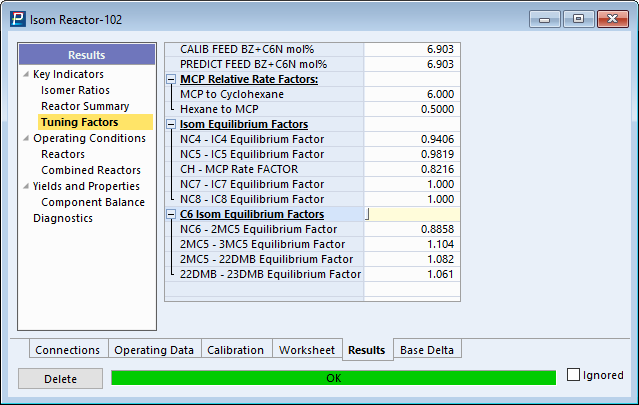 Isom Reactor-102
Results
Key Indicators
Isomer Ratios
Reactor Summary
Tuning Factors
Operating Conditions
Reactors
Combined Reactors
Yields and Properties
Component Balance
Diagnostics
CALIB FEED BZ+C6N mol% 6.903
PREDICT FEED BZ+C6N mol% 6.903
MCP Relative Rate Factors:
MCP to Cyclohexane 6.000
Hexane to MCP 0.5000
Isom Equilibrium Factors
NC4 - IC4 Equilibrium Factor 0.9406
NC5 - IC5 Equilibrium Factor 0.9819
CH - MCP Rate FACTOR 0.8216
NC7 - IC7 Equilibrium Factor 1.000
NC8 - IC8 Equilibrium Factor 1.000
C6 Isom Equilibrium Factors
NC6 - 2MC5 Equilibrium Factor 0.8858
2MC5 - 3MC5 Equilibrium Factor 1.104
2MC5 - 22DMB Equilibrium Factor 1.082
22DMB - 23DMB Equilibrium Factor 1.061
Connections Operating Data Calibration Worksheet Results Base Delta
Delete OK Ignored